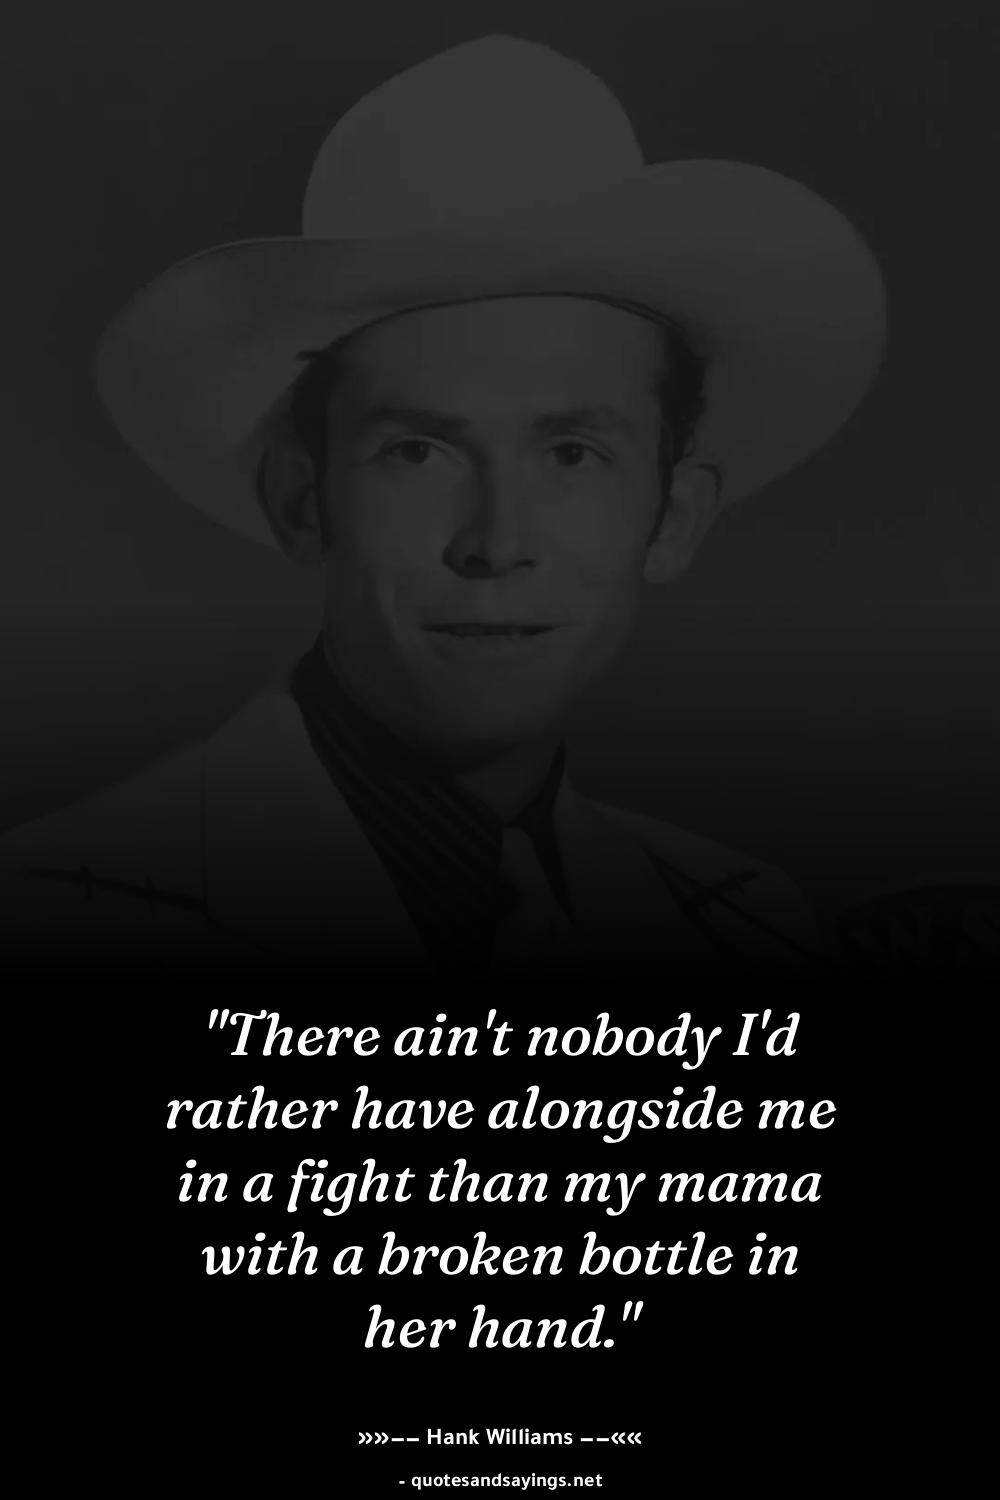 "There ain't nobody I'd
rather have alongside me
in a fight than my mama
with a broken bottle in
her hand."
»»–– Hank Williams ––««
- quotesandsayings.net
W S